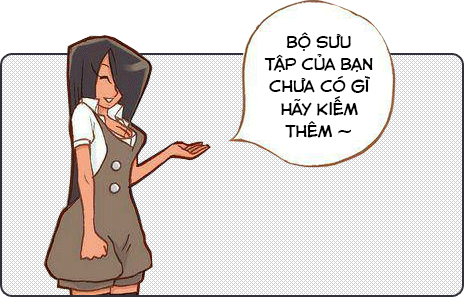 BỘ SƯU
TẬP CỦA BẠN
CHƯA CÓ GÌ
HÃY KIẾM
THÊM ~